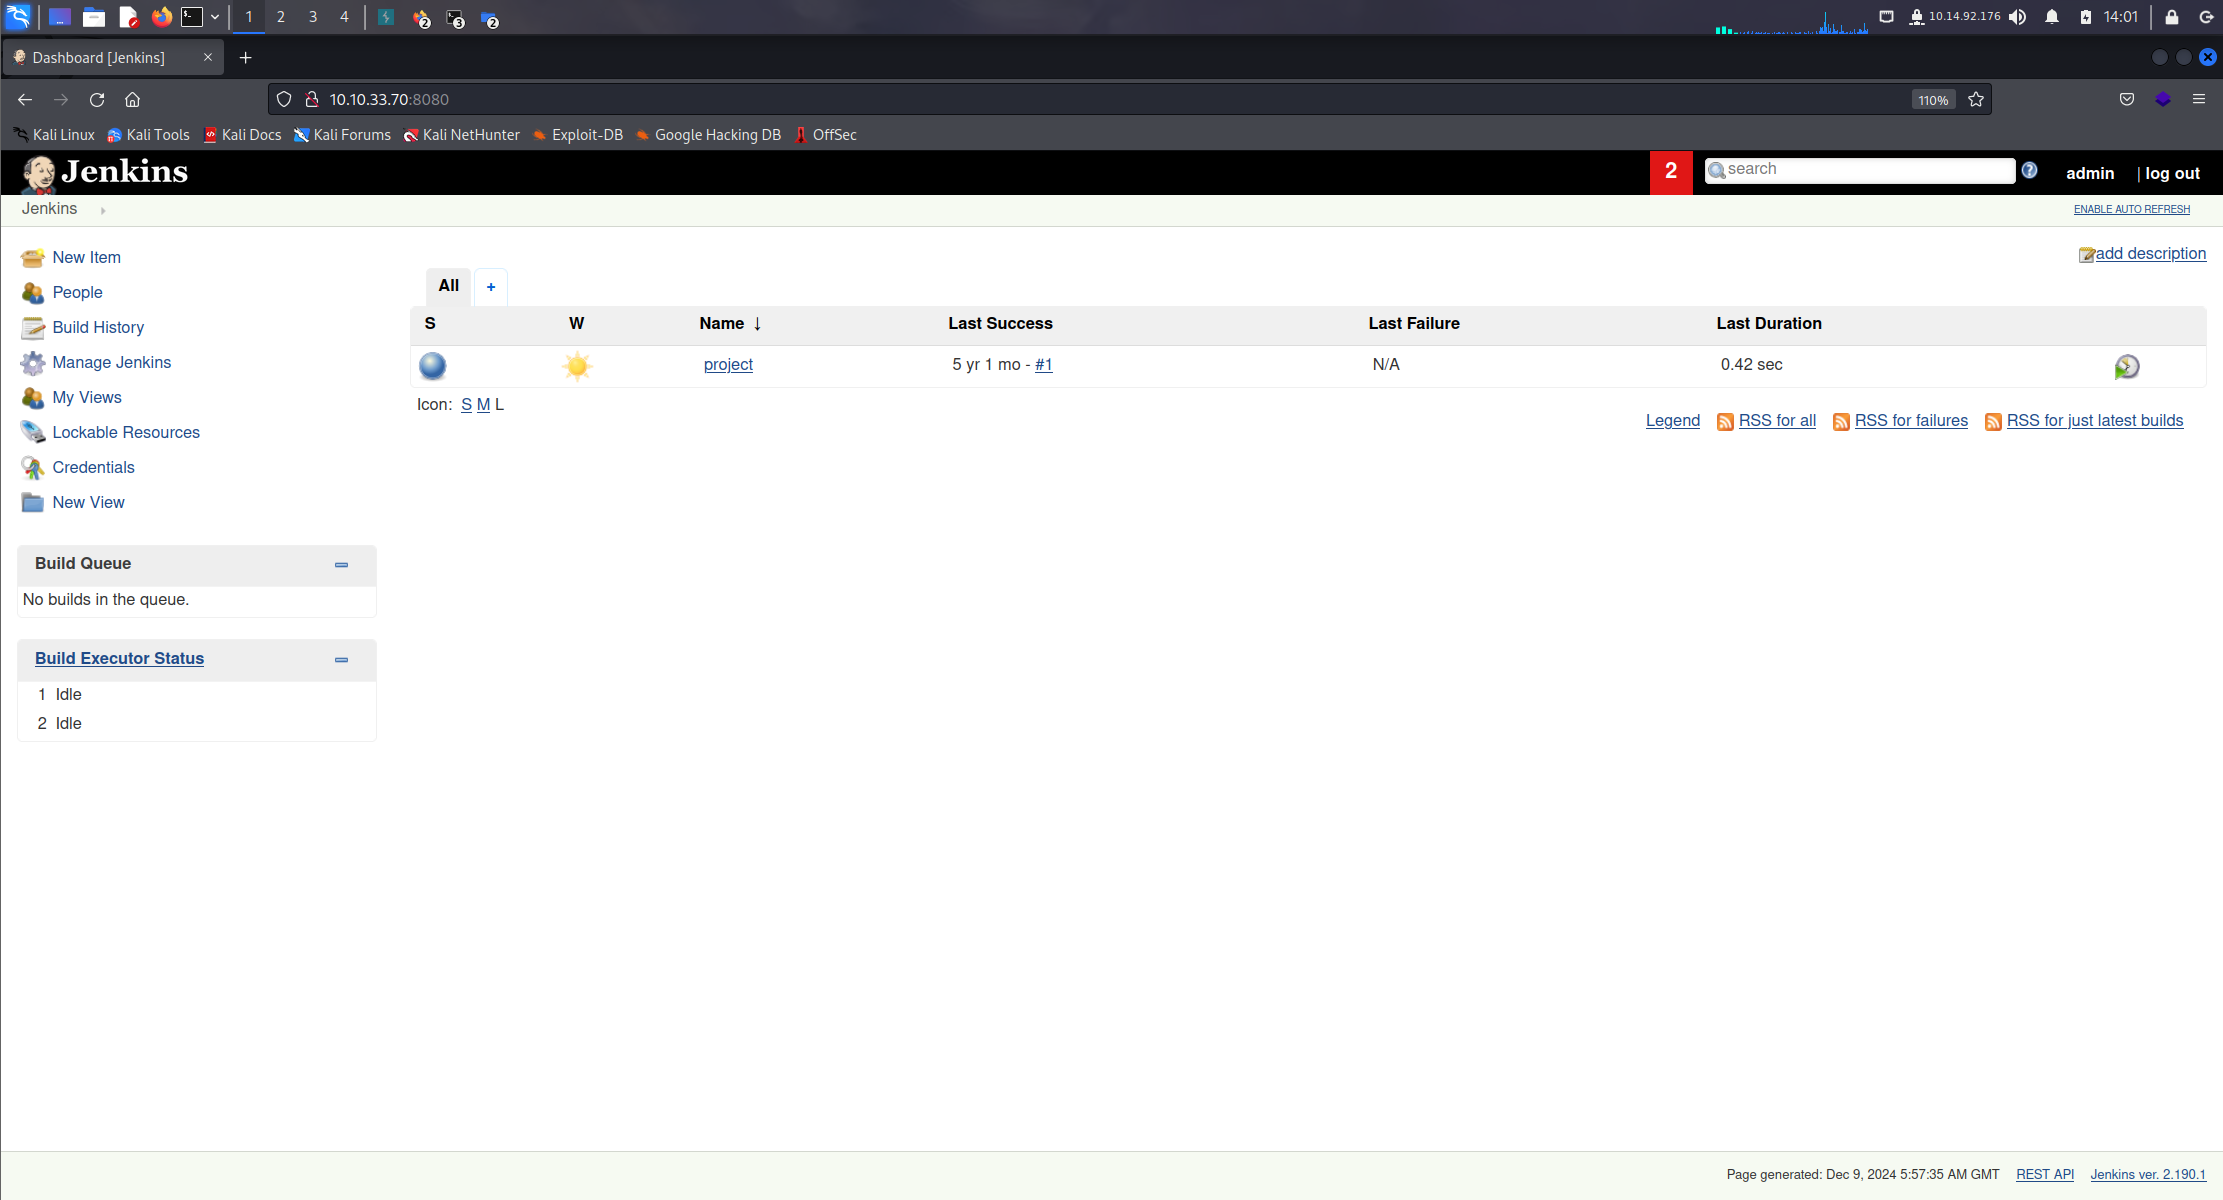 1 2 3 4 2 3 2 10.14.92.176 14:01
Dashboard [Jenkins]
10.10.33.70:8080 110%
Kali Linux Kali Tools Kali Docs Kali Forums Kali NetHunter Exploit-DB Google Hacking DB OffSec
Jenkins 2 search admin | log out
Jenkins ENABLE AUTO REFRESH
New Item
People
Build History
Manage Jenkins
My Views
Lockable Resources
Credentials
New View
Build Queue
No builds in the queue.
Build Executor Status
1 Idle
2 Idle
add description
All +
S W Name ↓ Last Success Last Failure Last Duration
project 5 yr 1 mo - #1 N/A 0.42 sec
Icon: S M L
Legend RSS for all RSS for failures RSS for just latest builds
Page generated: Dec 9, 2024 5:57:35 AM GMT REST API Jenkins ver. 2.190.1